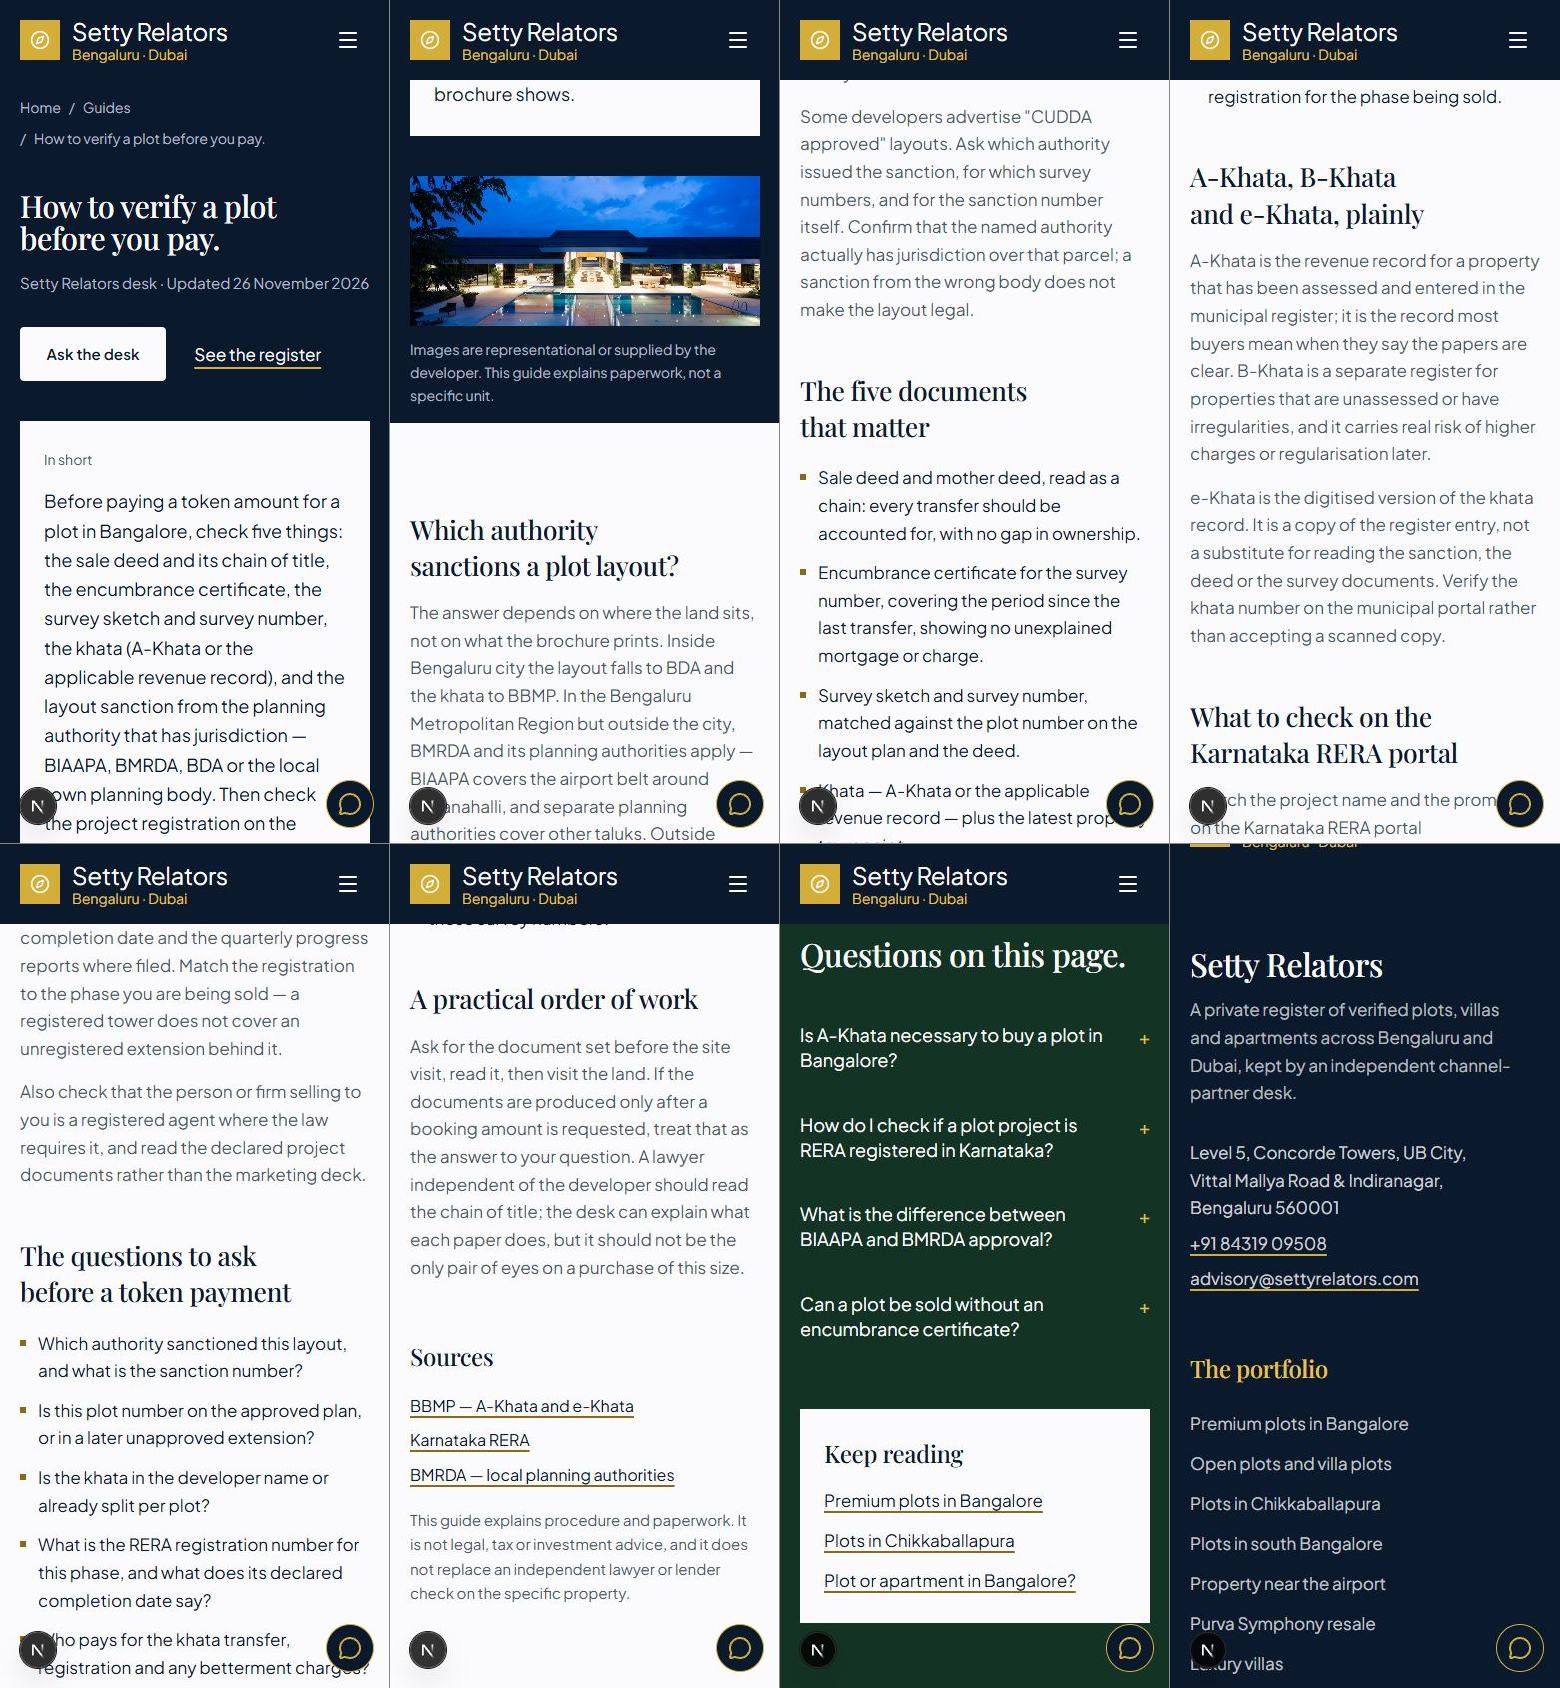 Setty Relators
Bengaluru · Dubai
Home / Guides
/ How to verify a plot before you pay.
How to verify a plot
before you pay.
Setty Relators desk · Updated 26 November 2026
Ask the desk
See the register
In short
Before paying a token amount for a
plot in Bangalore, check five things:
the sale deed and its chain of title,
the encumbrance certificate, the
survey sketch and survey number,
the khata (A-Khata or the
applicable revenue record), and the
layout sanction from the planning
authority that has jurisdiction —
BIAAPA, BMRDA, BDA or the local
own planning body. Then check
the project registration on the
N
Setty Relators
Bengaluru · Dubai
brochure shows.
Images are representational or supplied by the
developer. This guide explains paperwork, not a
specific unit.
Which authority
sanctions a plot layout?
The answer depends on where the land sits,
not on what the brochure prints. Inside
Bengaluru city the layout falls to BDA and
the khata to BBMP. In the Bengaluru
Metropolitan Region but outside the city,
BMRDA and its planning authorities apply —
BIAAPA covers the airport belt around
anahalli, and separate planning
authorities cover other taluks. Outside
N
Setty Relators
Bengaluru · Dubai
Some developers advertise "CUDDA
approved" layouts. Ask which authority
issued the sanction, for which survey
numbers, and for the sanction number
itself. Confirm that the named authority
actually has jurisdiction over that parcel; a
sanction from the wrong body does not
make the layout legal.
The five documents
that matter
Sale deed and mother deed, read as a
chain: every transfer should be
accounted for, with no gap in ownership.
Encumbrance certificate for the survey
number, covering the period since the
last transfer, showing no unexplained
mortgage or charge.
Survey sketch and survey number,
matched against the plot number on the
layout plan and the deed.
Khata — A-Khata or the applicable
revenue record — plus the latest property
N
Setty Relators
Bengaluru · Dubai
registration for the phase being sold.
A-Khata, B-Khata
and e-Khata, plainly
A-Khata is the revenue record for a property
that has been assessed and entered in the
municipal register; it is the record most
buyers mean when they say the papers are
clear. B-Khata is a separate register for
properties that are unassessed or have
irregularities, and it carries real risk of higher
charges or regularisation later.
e-Khata is the digitised version of the khata
record. It is a copy of the register entry, not
a substitute for reading the sanction, the
deed or the survey documents. Verify the
khata number on the municipal portal rather
than accepting a scanned copy.
What to check on the
Karnataka RERA portal
ch the project name and the prom
on the Karnataka RERA portal
N
Setty Relators
Bengaluru · Dubai
completion date and the quarterly progress
reports where filed. Match the registration
to the phase you are being sold — a
registered tower does not cover an
unregistered extension behind it.
Also check that the person or firm selling to
you is a registered agent where the law
requires it, and read the declared project
documents rather than the marketing deck.
The questions to ask
before a token payment
Which authority sanctioned this layout,
and what is the sanction number?
Is this plot number on the approved plan,
or in a later unapproved extension?
Is the khata in the developer name or
already split per plot?
What is the RERA registration number for
this phase, and what does its declared
completion date say?
Who pays for the khata transfer,
registration and any betterment charges?
N
Setty Relators
Bengaluru · Dubai
A practical order of work
Ask for the document set before the site
visit, read it, then visit the land. If the
documents are produced only after a
booking amount is requested, treat that as
the answer to your question. A lawyer
independent of the developer should read
the chain of title; the desk can explain what
each paper does, but it should not be the
only pair of eyes on a purchase of this size.
Sources
BBMP — A-Khata and e-Khata
Karnataka RERA
BMRDA — local planning authorities
This guide explains procedure and paperwork. It
is not legal, tax or investment advice, and it does
not replace an independent lawyer or lender
check on the specific property.
N
Setty Relators
Bengaluru · Dubai
Questions on this page.
Is A-Khata necessary to buy a plot in +
Bangalore?
How do I check if a plot project is +
RERA registered in Karnataka?
What is the difference between +
BIAAPA and BMRDA approval?
Can a plot be sold without an +
encumbrance certificate?
Keep reading
Premium plots in Bangalore
Plots in Chikkaballapura
Plot or apartment in Bangalore?
N
Setty Relators
A private register of verified plots, villas
and apartments across Bengaluru and
Dubai, kept by an independent channel-
partner desk.
Level 5, Concorde Towers, UB City,
Vittal Mallya Road & Indiranagar,
Bengaluru 560001
+91 84319 09508
advisory@settyrelators.com
The portfolio
Premium plots in Bangalore
Open plots and villa plots
Plots in Chikkaballapura
Plots in south Bangalore
Property near the airport
Purva Symphony resale
Luxury villas
N